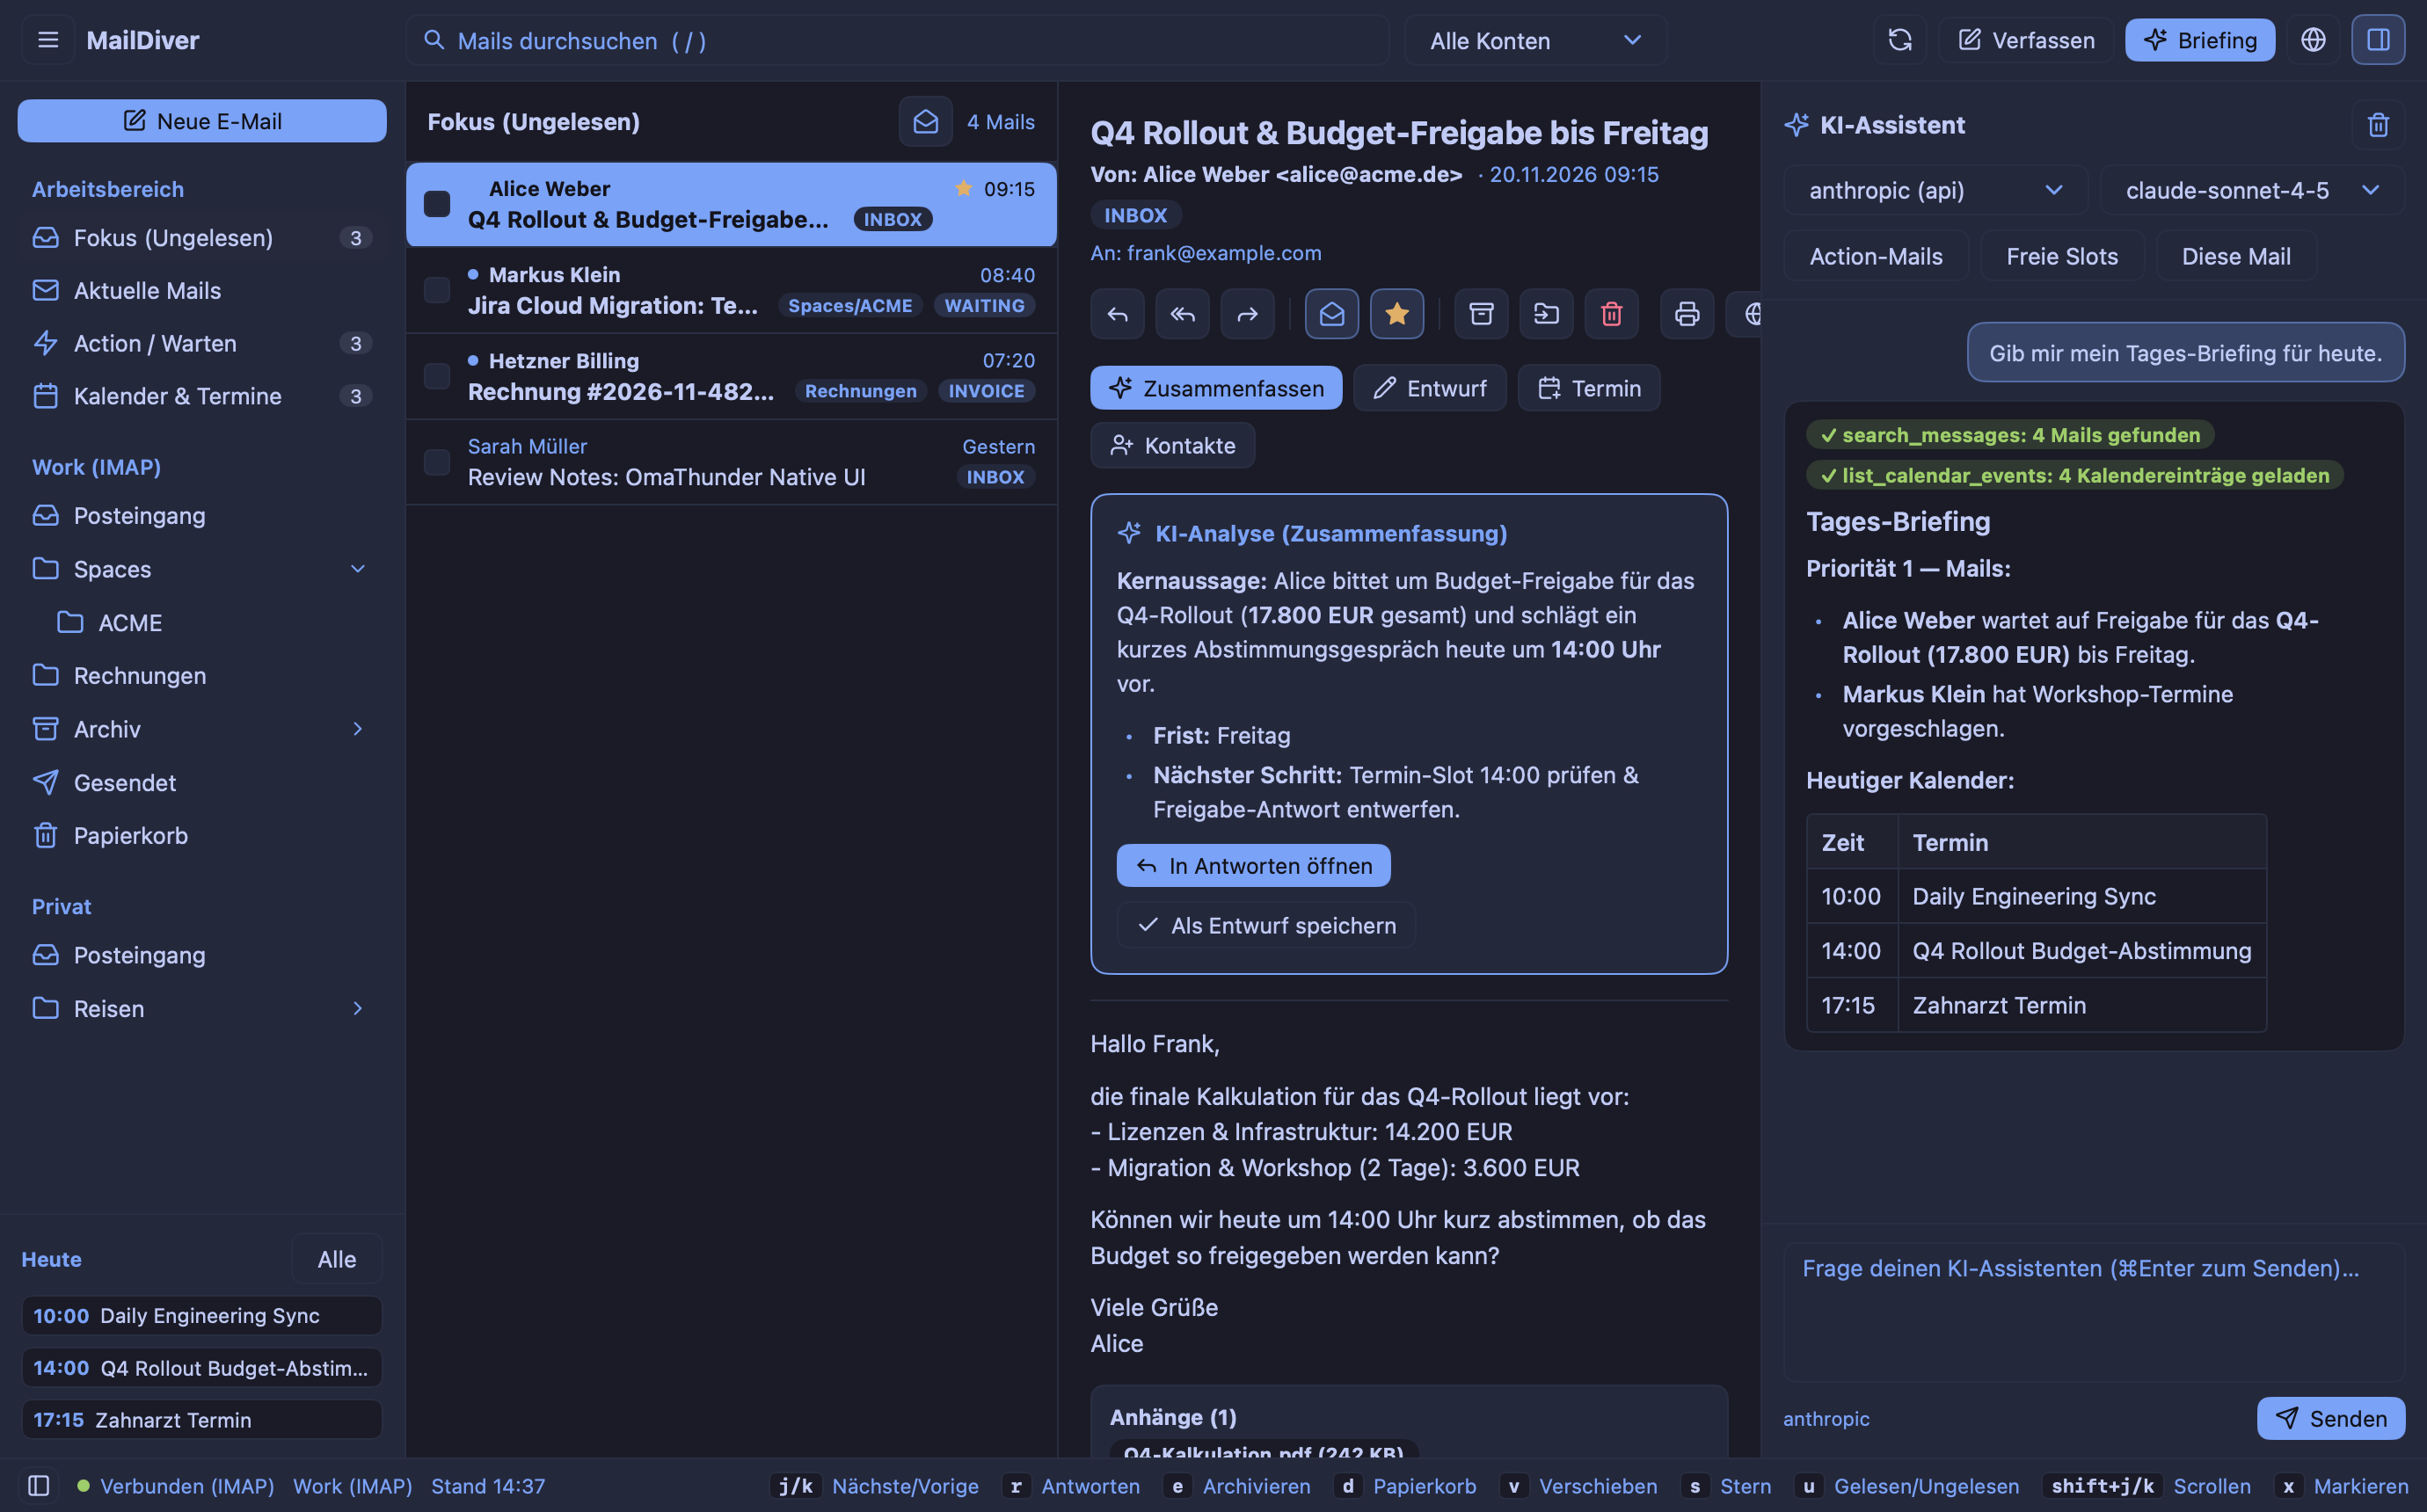 MailDiver
Mails durchsuchen ( / )
Alle Konten
Verfassen
Briefing
Neue E-Mail
Arbeitsbereich
Fokus (Ungelesen) 3
Aktuelle Mails
Action / Warten 3
Kalender & Termine 3
Work (IMAP)
Posteingang
Spaces
ACME
Rechnungen
Archiv
Gesendet
Papierkorb
Privat
Posteingang
Reisen
Heute
Alle
10:00 Daily Engineering Sync
14:00 Q4 Rollout Budget-Abstim...
17:15 Zahnarzt Termin
Fokus (Ungelesen)
4 Mails
Alice Weber 09:15
Q4 Rollout & Budget-Freigabe... INBOX
Markus Klein 08:40
Jira Cloud Migration: Te... Spaces/ACME WAITING
Hetzner Billing 07:20
Rechnung #2026-11-482... Rechnungen INVOICE
Sarah Müller Gestern
Review Notes: OmaThunder Native UI INBOX
Q4 Rollout & Budget-Freigabe bis Freitag
Von: Alice Weber <alice@acme.de> · 20.11.2026 09:15
INBOX
An: frank@example.com
Zusammenfassen
Entwurf
Termin
Kontakte
KI-Analyse (Zusammenfassung)
Kernaussage: Alice bittet um Budget-Freigabe für das
Q4-Rollout (17.800 EUR gesamt) und schlägt ein
kurzes Abstimmungsgespräch heute um 14:00 Uhr
vor.
• Frist: Freitag
• Nächster Schritt: Termin-Slot 14:00 prüfen &
Freigabe-Antwort entwerfen.
In Antworten öffnen
Als Entwurf speichern
Hallo Frank,
die finale Kalkulation für das Q4-Rollout liegt vor:
- Lizenzen & Infrastruktur: 14.200 EUR
- Migration & Workshop (2 Tage): 3.600 EUR
Können wir heute um 14:00 Uhr kurz abstimmen, ob das
Budget so freigegeben werden kann?
Viele Grüße
Alice
Anhänge (1)
Q4-Kalkulation.pdf (242 KB)
KI-Assistent
anthropic (api)
claude-sonnet-4-5
Action-Mails
Freie Slots
Diese Mail
Gib mir mein Tages-Briefing für heute.
✓ search_messages: 4 Mails gefunden
✓ list_calendar_events: 4 Kalendereinträge geladen
Tages-Briefing
Priorität 1 — Mails:
• Alice Weber wartet auf Freigabe für das Q4-
Rollout (17.800 EUR) bis Freitag.
• Markus Klein hat Workshop-Termine
vorgeschlagen.
Heutiger Kalender:
Zeit Termin
10:00 Daily Engineering Sync
14:00 Q4 Rollout Budget-Abstimmung
17:15 Zahnarzt Termin
Frage deinen KI-Assistenten (⌘Enter zum Senden)...
anthropic
Senden
Verbunden (IMAP) Work (IMAP) Stand 14:37
j/k Nächste/Vorige r Antworten e Archivieren d Papierkorb v Verschieben s Stern u Gelesen/Ungelesen shift+j/k Scrollen x Markieren